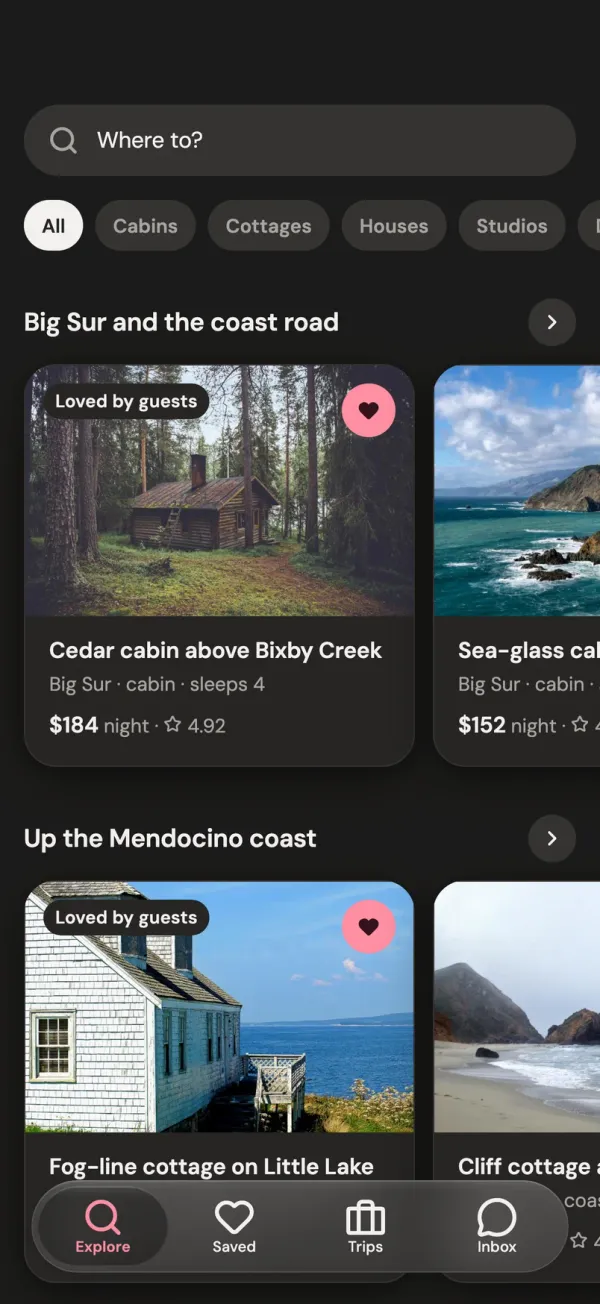 Where to?
All
Cabins
Cottages
Houses
Studios
Big Sur and the coast road
Loved by guests
Cedar cabin above Bixby Creek
Big Sur · cabin · sleeps 4
$184 night · 4.92
Sea-glass
Big Sur · cabin ·
$152 night ·
Up the Mendocino coast
Loved by guests
Fog-line cottage on Little Lake
Cliff cottage
Explore
Saved
Trips
Inbox